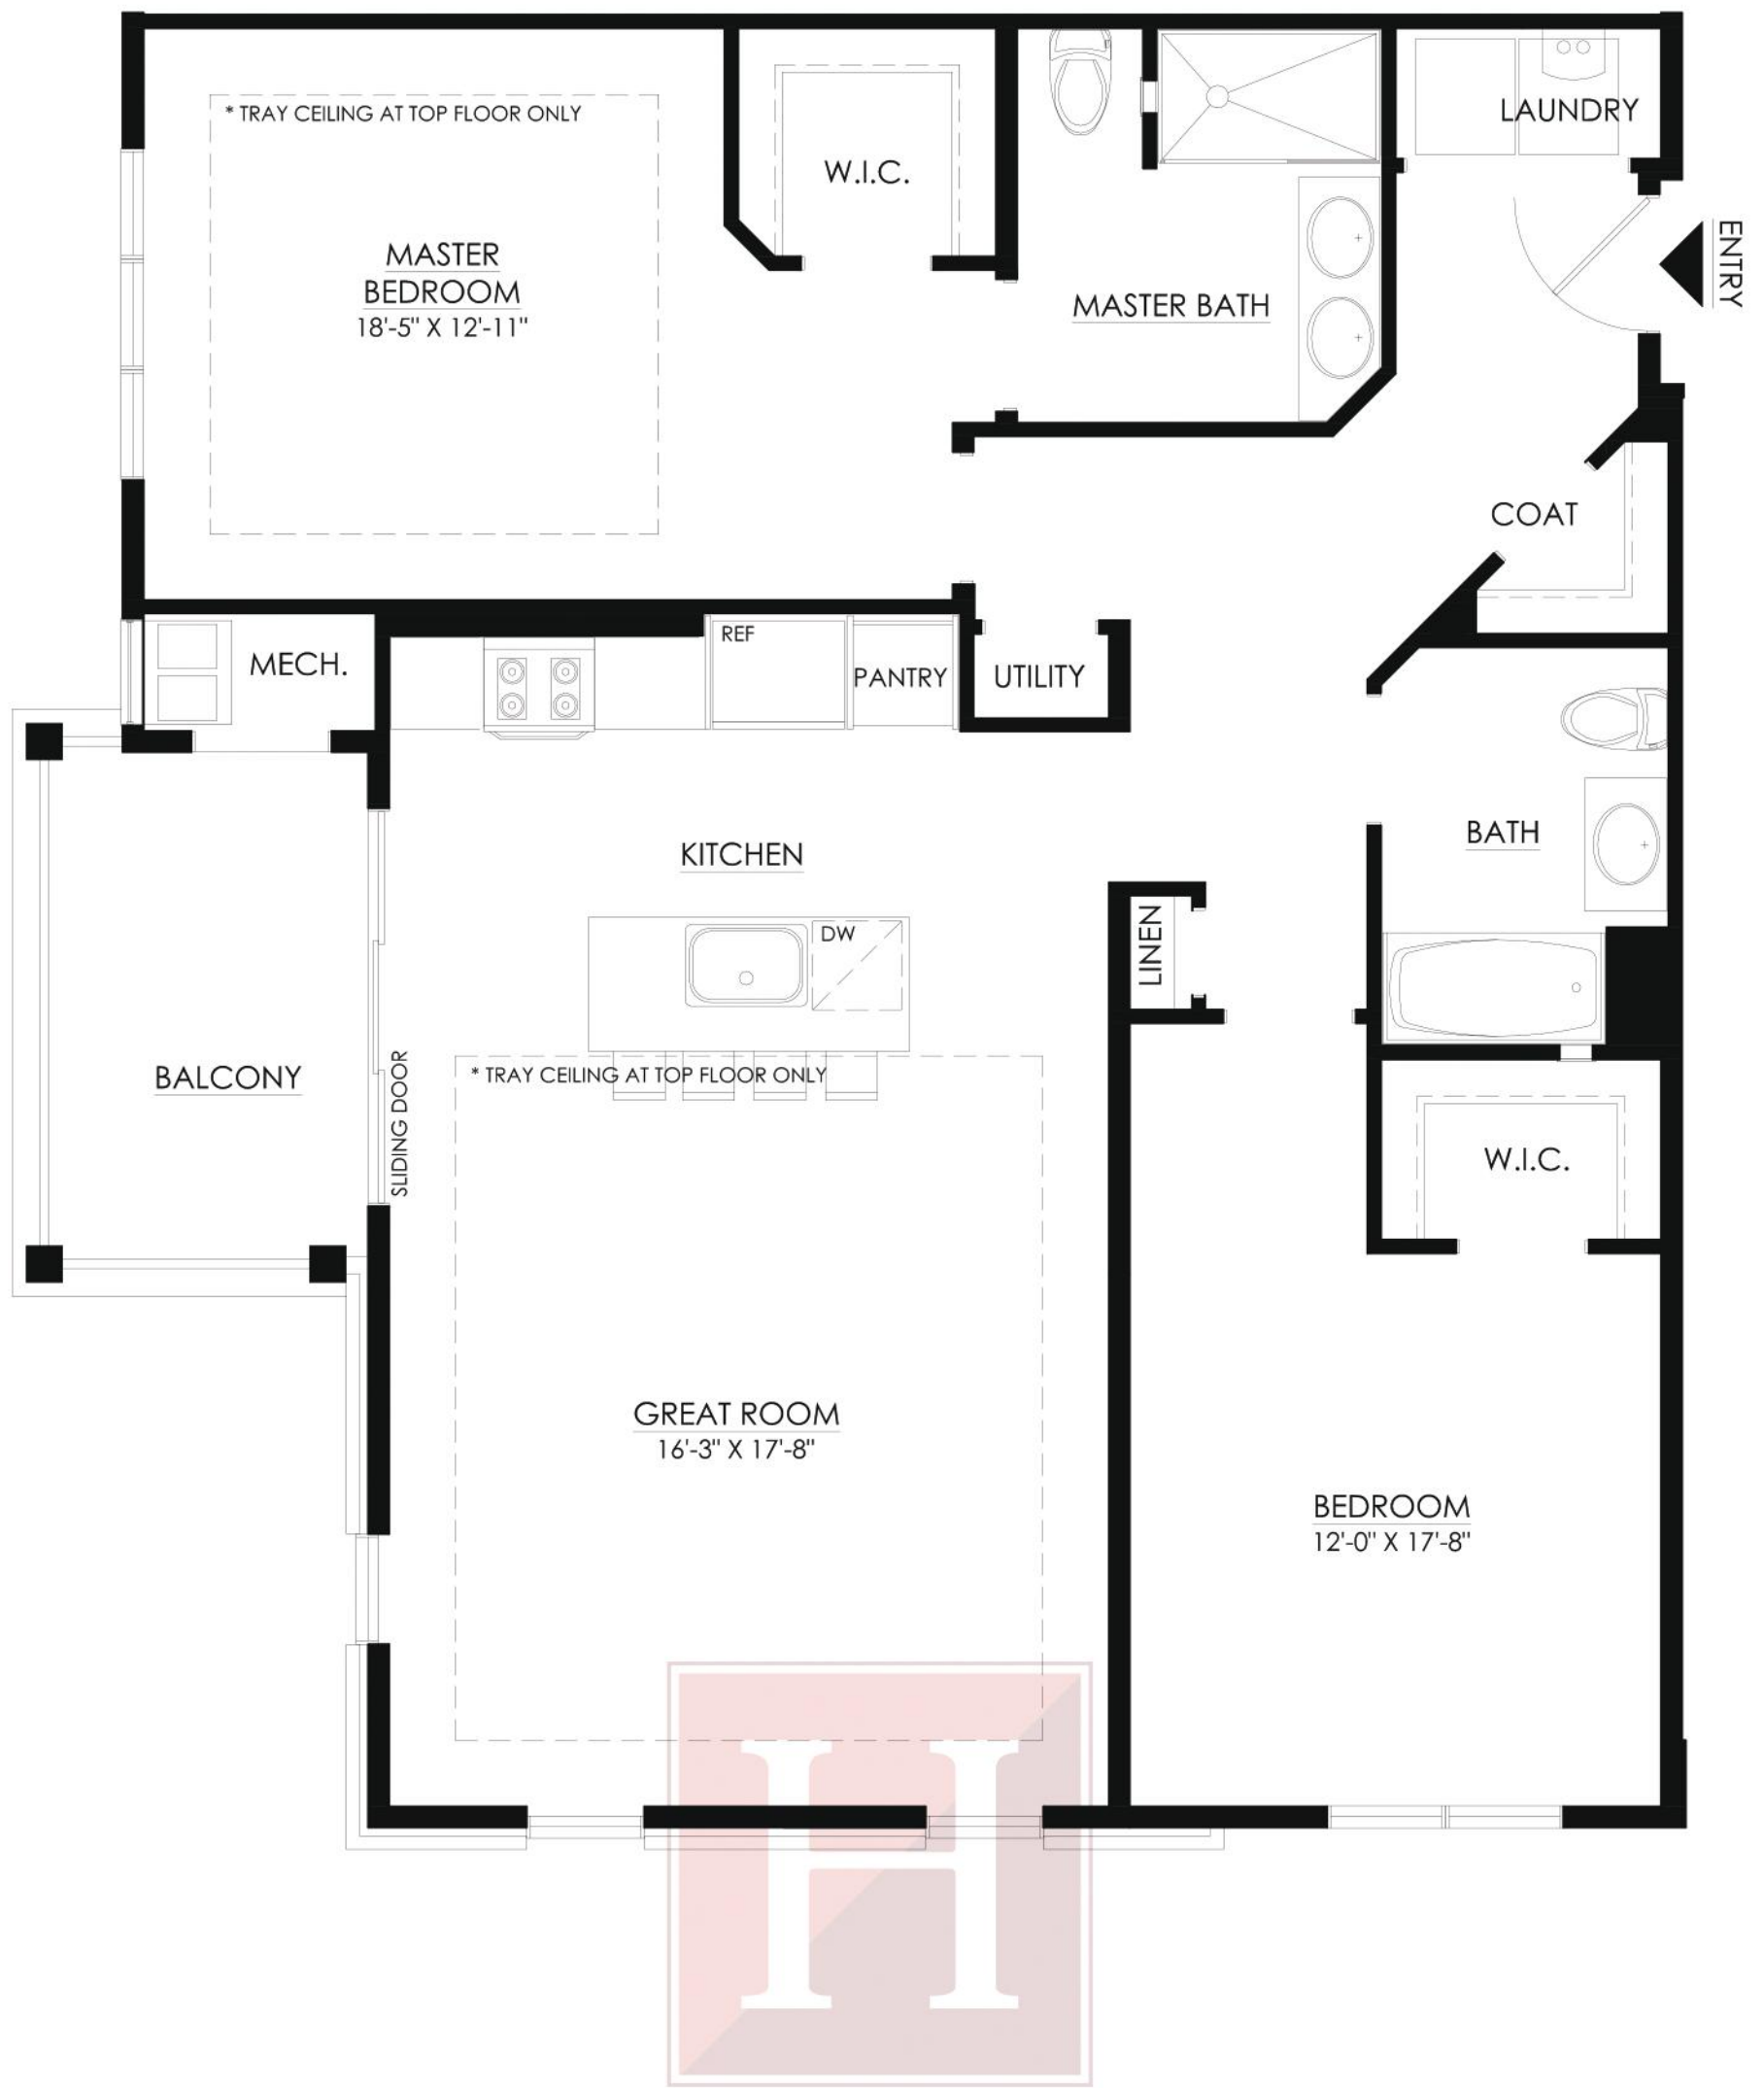 * TRAY CEILING AT TOP FLOOR ONLY
LAUNDRY
W.I.C.
MASTER
BEDROOM
18'-5" X 12'-11"
MASTER BATH
ENTRY
COAT
REF
MECH.
PANTRY
UTILITY
KITCHEN
BATH
DW
LINEN
BALCONY
SLIDING DOOR
* TRAY CEILING AT TOP FLOOR ONLY
W.I.C.
GREAT ROOM
16'-3" X 17'-8"
BEDROOM
12'-0" X 17'-8"
H